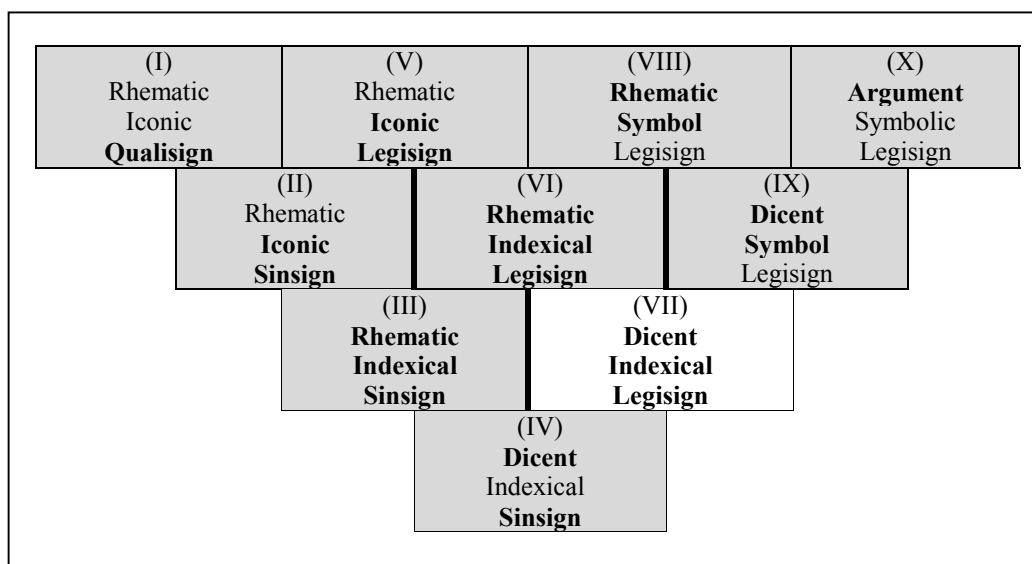 (I)
Rhematic
Iconic
Qualisign
(V)
Rhematic
Iconic
Legisign
(VIII)
Rhematic
Symbol
Legisign
(X)
Argument
Symbolic
Legisign
(II)
Rhematic
Iconic
Sinsign
(VI)
Rhematic
Indexical
Legisign
(IX)
Dicent
Symbol
Legisign
(III)
Rhematic
Indexical
Sinsign
(VII)
Dicent
Indexical
Legisign
(IV)
Dicent
Indexical
Sinsign